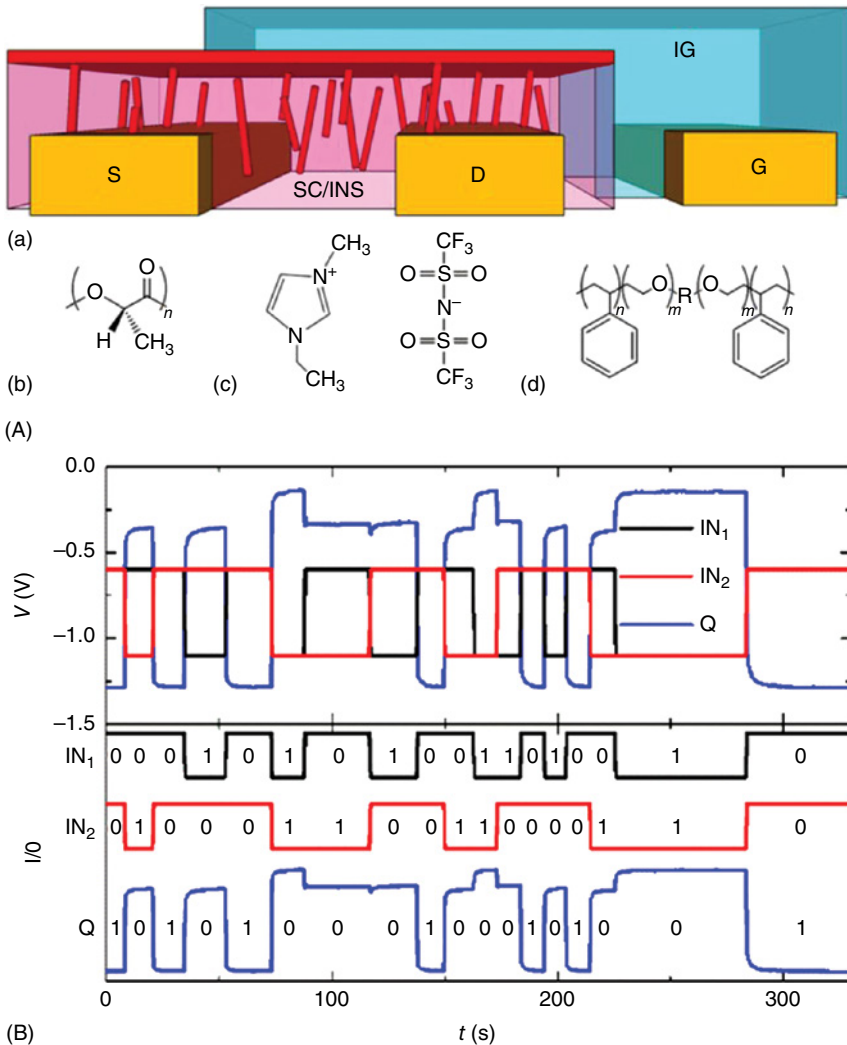 IG
S
D
G
SC/INS
(a)
O
O
n
H
CH3
(b)
CH3
N+
N
CH3
(c)
CF3
O=S=O
N–
O=S=O
CF3
O
R
O
n
m
m
n
(d)
(A)
0.0
–0.5
–1.0
–1.5
V (V)
IN1
IN2
Q
IN1
0 0 0 1 0 1 0 1 0 0 1 1 0 1 0 0 1 0
IN2
0 1 0 0 0 1 1 0 0 1 1 0 0 0 0 1 1 0
I/0
Q
1 0 1 0 1 0 0 0 1 0 0 0 1 0 1 0 0 1
0
100
200
300
t (s)
(B)